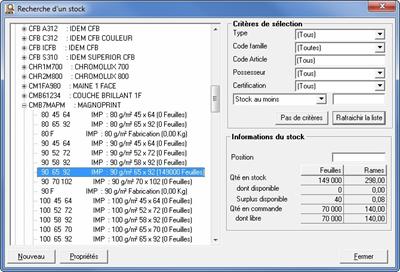 Recherche d'un stock
CFB A312 : IDEM CFB
CFB C312 : IDEM CFB COULEUR
CFB I312 : IDEM CFB
CFB S310 : IDEM SUPERIOR CFB
CHR1M700 : CHROMOLUX 700
CHR2M800 : CHROMOLUX 800
CM1FA980 : MAINE 1 FACE
CMB61234 : COUCHE BRILLANT 1F
CMB7MAPM : MAGNOPRINT
80 45 64 IMP : 80 g/m² 45 x 64 (0 Feuilles)
80 65 92 IMP : 80 g/m² 65 x 92 (0 Feuilles)
80 F IMP : 80 g/m² Fabrication (0,00 Kg)
90 45 64 IMP : 90 g/m² 45 x 64 (0 Feuilles)
90 52 72 IMP : 90 g/m² 52 x 72 (0 Feuilles)
90 58 92 IMP : 90 g/m² 58 x 92 (0 Feuilles)
90 65 92 IMP : 90 g/m² 65 x 92 (149000 Feuilles)
90 70 102 IMP : 90 g/m² 70 x 102 (0 Feuilles)
90 F IMP : 90 g/m² Fabrication (0,00 Kg)
100 45 64 IMP : 100 g/m² 45 x 64 (0 Feuilles)
100 52 72 IMP : 100 g/m² 52 x 72 (0 Feuilles)
100 58 92 IMP : 100 g/m² 58 x 92 (0 Feuilles)
100 65 92 IMP : 100 g/m² 65 x 92 (0 Feuilles)
Critères de sélection
Type (Tous)
Code famille (Toutes)
Code Article (Tous)
Possesseur (Tous)
Certification (Tous)
Stock au moins
Pas de critères Rafraichir la liste
Informations du stock
Position
Feuilles Rames
Qté en stock 149 000 298,00
dont disponible 0 0,00
Surplus disponible 40 0,08
Qté en commande 70 000 140,00
dont libre 70 000 140,00
Nouveau Propriétés Fermer